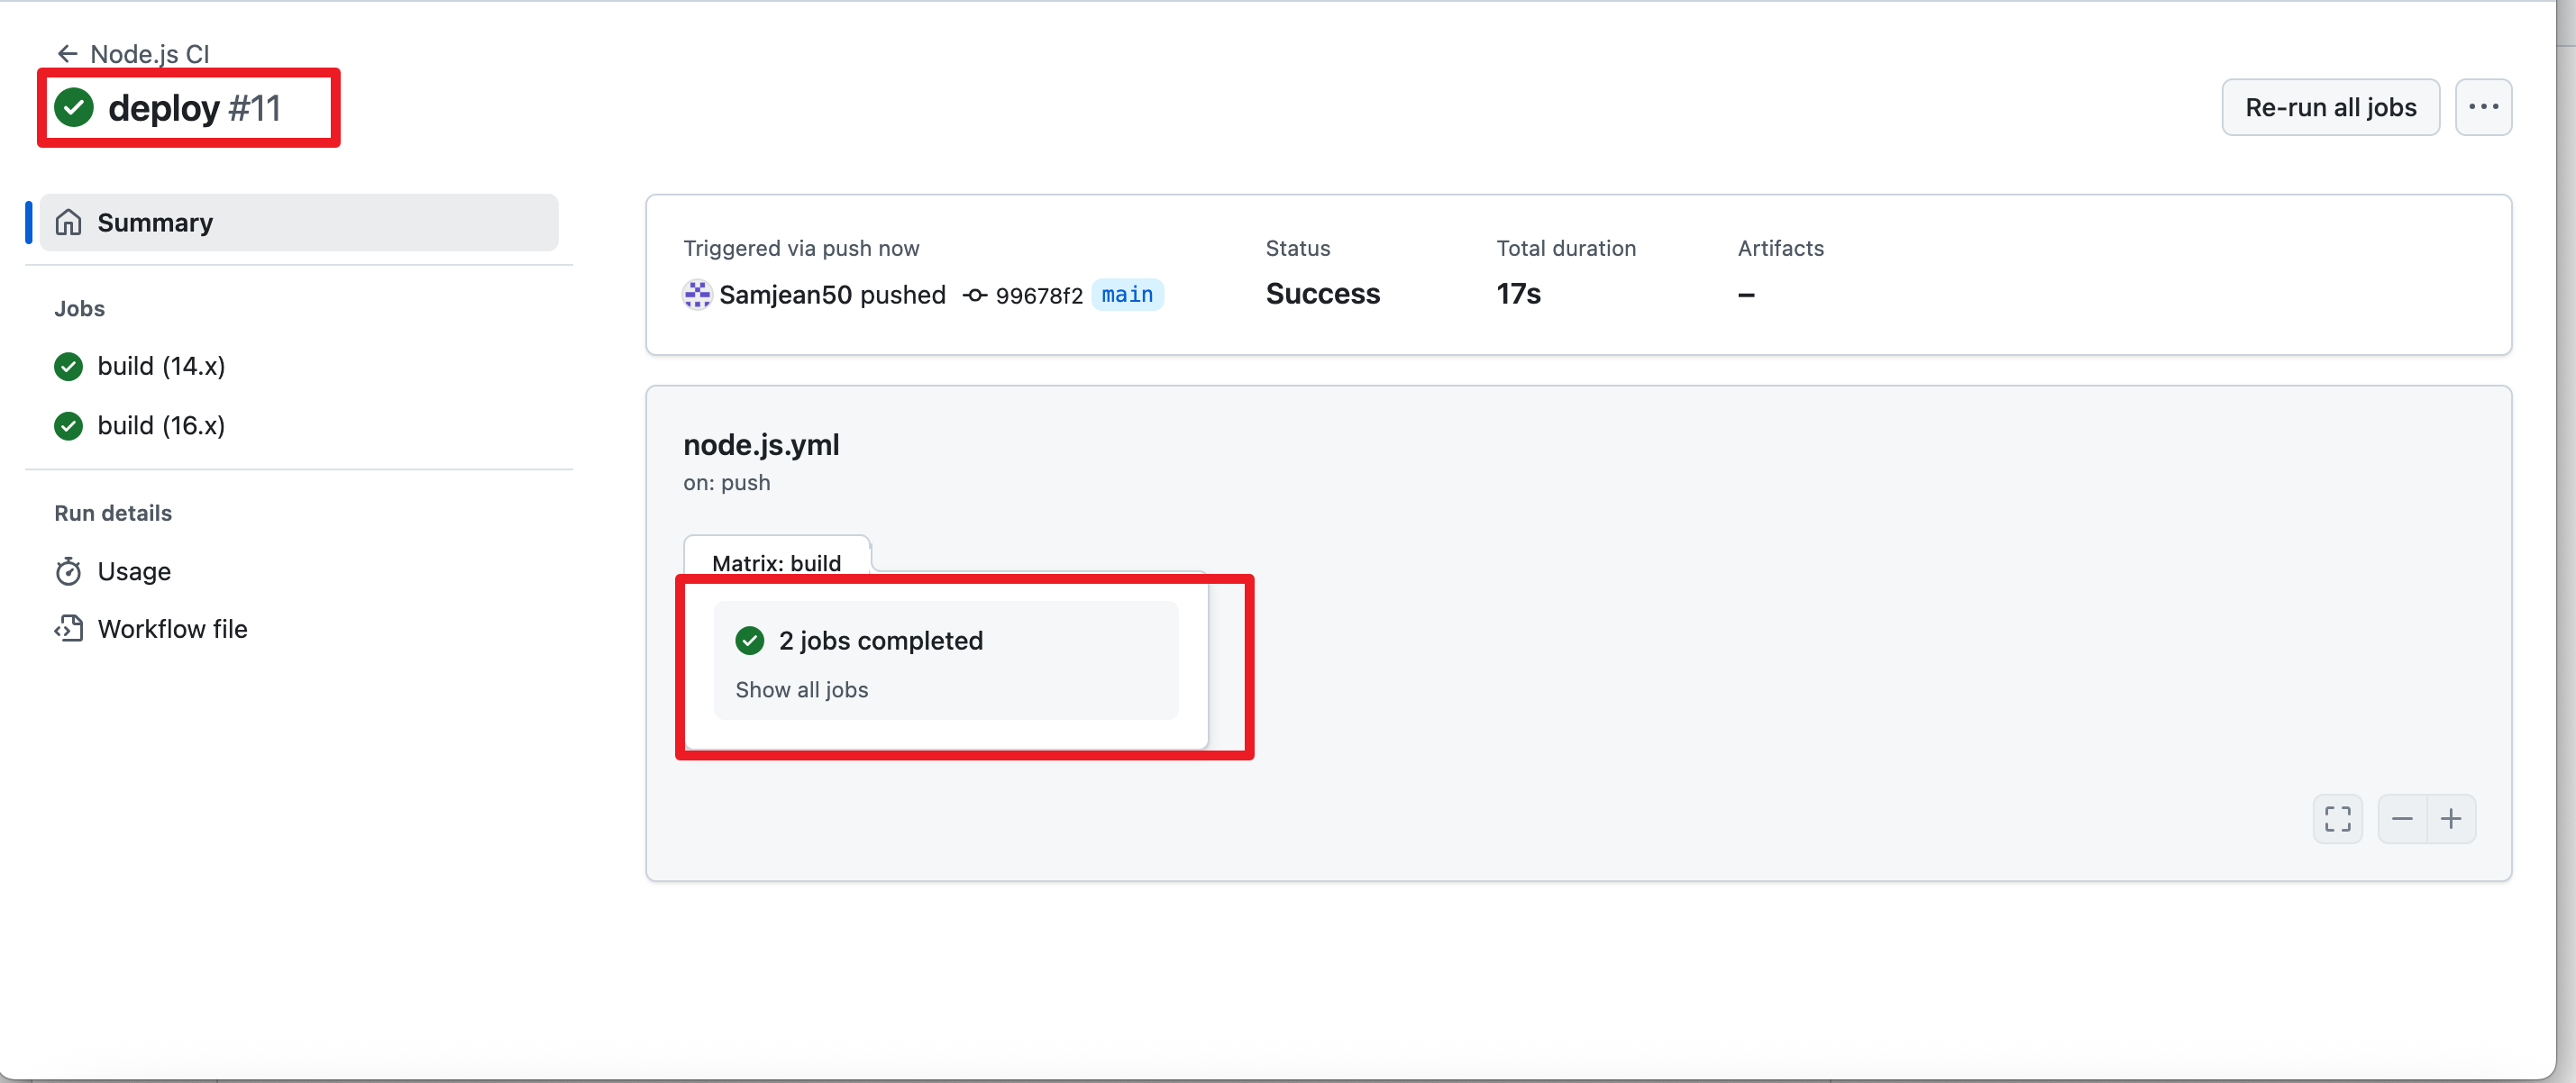 Node.js CI
deploy #11
Re-run all jobs
Summary
Jobs
build (14.x)
build (16.x)
Run details
Usage
Workflow file
Triggered via push now
Samjean50 pushed 99678f2 main
Status
Success
Total duration
17s
Artifacts
–
node.js.yml
on: push
Matrix: build
2 jobs completed
Show all jobs